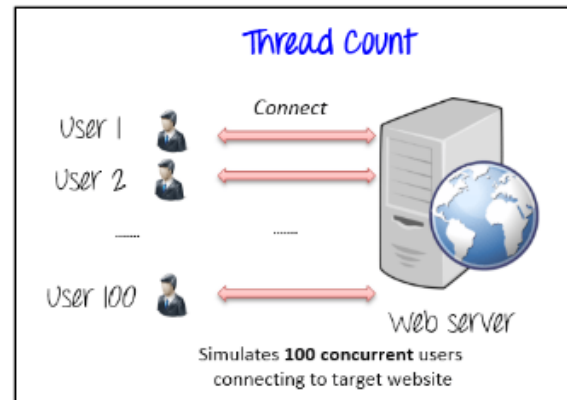 Thread Count
User 1
Connect
User 2
....... .......
User 100
Web server
Simulates 100 concurrent users
connecting to target website